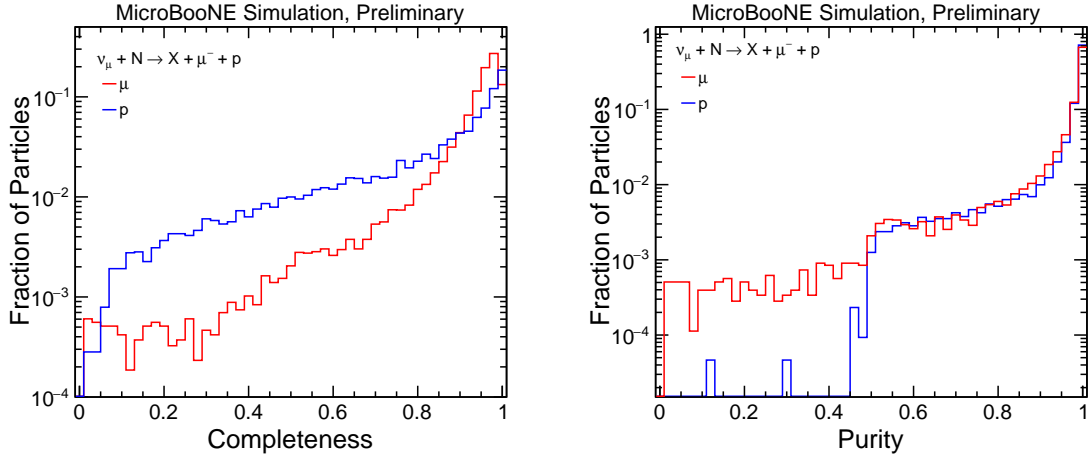 MicroBooNE Simulation, Preliminary
ν_μ + N → X + μ⁻ + p
μ
p
Fraction of Particles
10⁻¹
10⁻²
10⁻³
10⁻⁴
0 0.2 0.4 0.6 0.8 1
Completeness
MicroBooNE Simulation, Preliminary
ν_μ + N → X + μ⁻ + p
μ
p
Fraction of Particles
1
10⁻¹
10⁻²
10⁻³
10⁻⁴
0 0.2 0.4 0.6 0.8 1
Purity